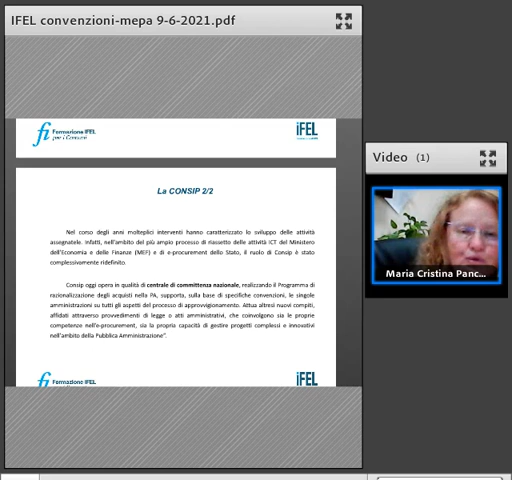 IFEL convenzioni-mepa 9-6-2021.pdf
Formazione IFEL
per i Comuni
iFEL
La CONSIP 2/2
Nel corso degli anni molteplici interventi hanno caratterizzato lo sviluppo delle attività
assegnatele. Infatti, nell'ambito del più ampio processo di riassetto delle attività ICT del Ministero
dell'Economia e delle Finanze (MEF) e di e-procurement dello Stato, il ruolo di Consip è stato
complessivamente ridefinito.
Consip oggi opera in qualità di centrale di committenza nazionale, realizzando il Programma di
razionalizzazione degli acquisti nella PA, supporta, sulla base di specifiche convenzioni, le singole
amministrazioni su tutti gli aspetti del processo di approvvigionamento. Attua altresì nuovi compiti,
affidati attraverso provvedimenti di legge o atti amministrativi, che coinvolgono sia le proprie
competenze nell'e-procurement, sia la propria capacità di gestire progetti complessi e innovativi
nell'ambito della Pubblica Amministrazione".
Formazione IFEL
iFEL
Video (1)
Maria Cristina Panc...